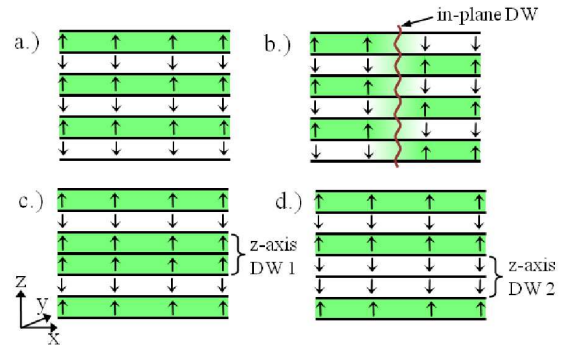 in-plane DW
a.)
b.)
c.)
z-axis
DW 1
d.)
z-axis
DW 2
z
y
x